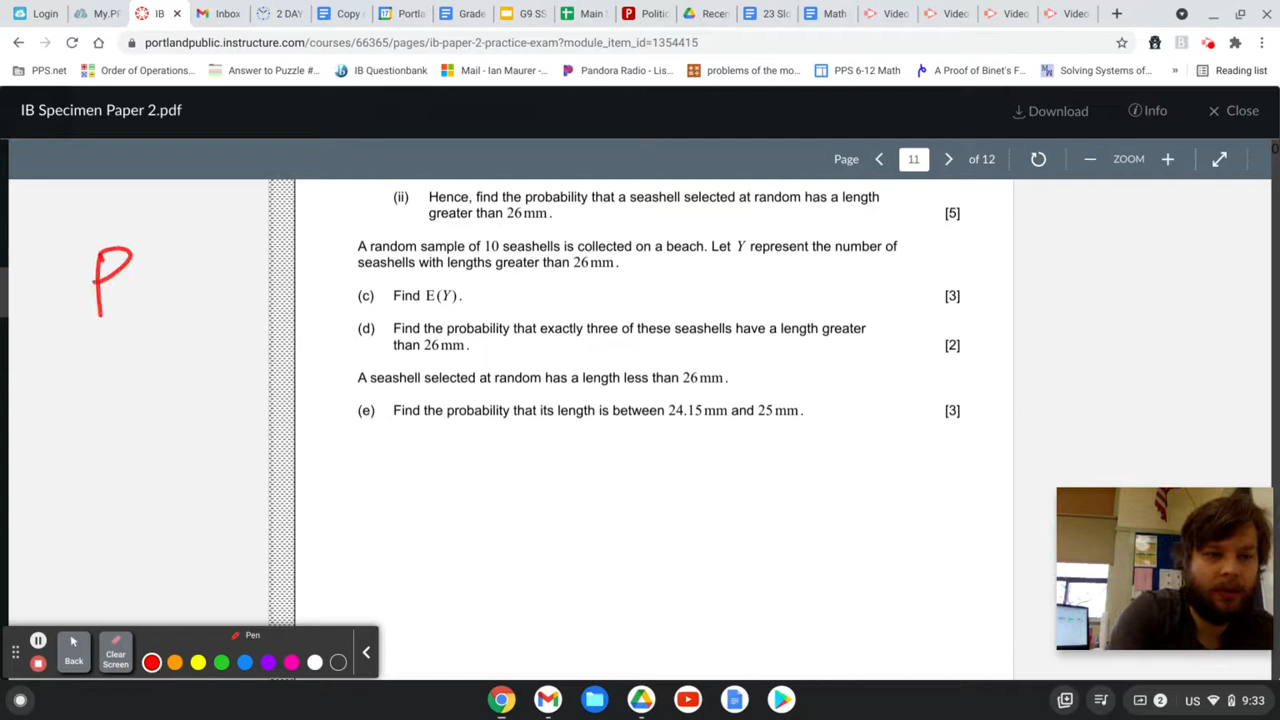 Login My.PP IB Inbox 2 DAY Copy Portla Grade G9 SS Main Politic Recen 23 Slo Math Video Video Video Video
portlandpublic.instructure.com/courses/66365/pages/ib-paper-2-practice-exam?module_item_id=1354415
PPS.net Order of Operations... Answer to Puzzle #... IB Questionbank Mail - Ian Maurer -... Pandora Radio - Lis... problems of the mo... PPS 6-12 Math A Proof of Binet's F... Solving Systems of... » Reading list
IB Specimen Paper 2.pdf Download Info Close
Page 11 of 12 ZOOM
(ii) Hence, find the probability that a seashell selected at random has a length
greater than 26 mm. [5]
P
A random sample of 10 seashells is collected on a beach. Let Y represent the number of
seashells with lengths greater than 26 mm.
(c) Find E(Y). [3]
(d) Find the probability that exactly three of these seashells have a length greater
than 26 mm. [2]
A seashell selected at random has a length less than 26 mm.
(e) Find the probability that its length is between 24.15 mm and 25 mm. [3]
Pen
Back Clear
Screen
2 US 9:33